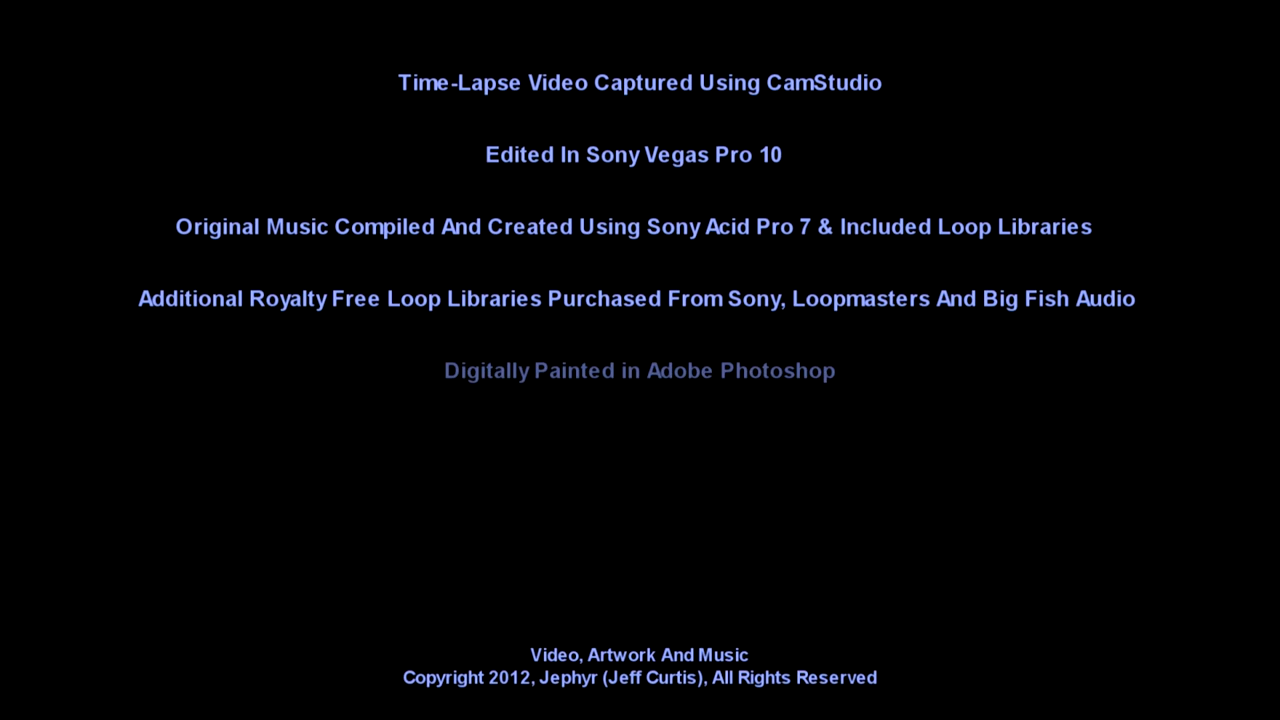 Time-Lapse Video Captured Using CamStudio
Edited In Sony Vegas Pro 10
Original Music Compiled And Created Using Sony Acid Pro 7 & Included Loop Libraries
Additional Royalty Free Loop Libraries Purchased From Sony, Loopmasters And Big Fish Audio
Digitally Painted in Adobe Photoshop
Video, Artwork And Music
Copyright 2012, Jephyr (Jeff Curtis), All Rights Reserved